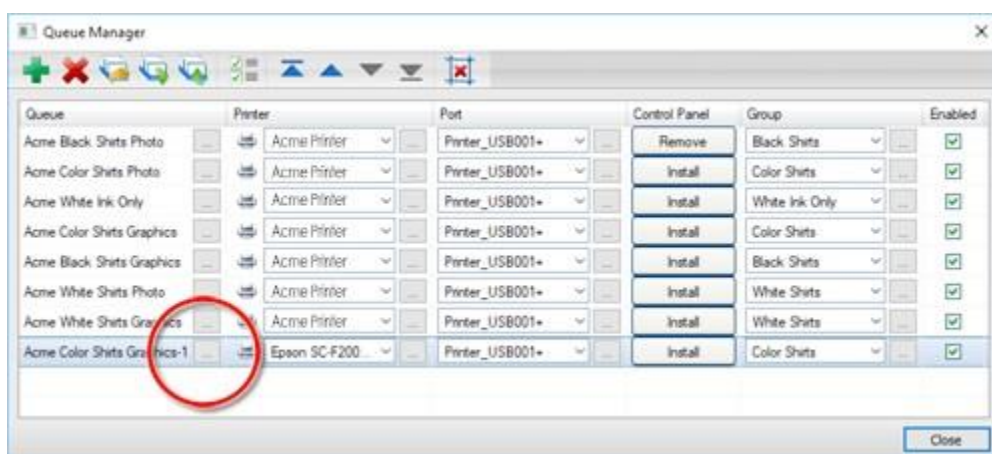 Queue Manager
Queue Printer Port Control Panel Group Enabled
Acme Black Shirts Photo ... Acme Printer ... Printer_USB001+ ... Remove Black Shirts ...
Acme Color Shirts Photo ... Acme Printer ... Printer_USB001+ ... Install Color Shirts ...
Acme White Ink Only ... Acme Printer ... Printer_USB001+ ... Install White Ink Only ...
Acme Color Shirts Graphics ... Acme Printer ... Printer_USB001+ ... Install Color Shirts ...
Acme Black Shirts Graphics ... Acme Printer ... Printer_USB001+ ... Install Black Shirts ...
Acme White Shirts Photo ... Acme Printer ... Printer_USB001+ ... Install White Shirts ...
Acme White Shirts Graphics ... Acme Printer ... Printer_USB001+ ... Install White Shirts ...
Acme Color Shirts Graphics-1 ... Epson SC-F200... ... Printer_USB001+ ... Install Color Shirts ...
Close